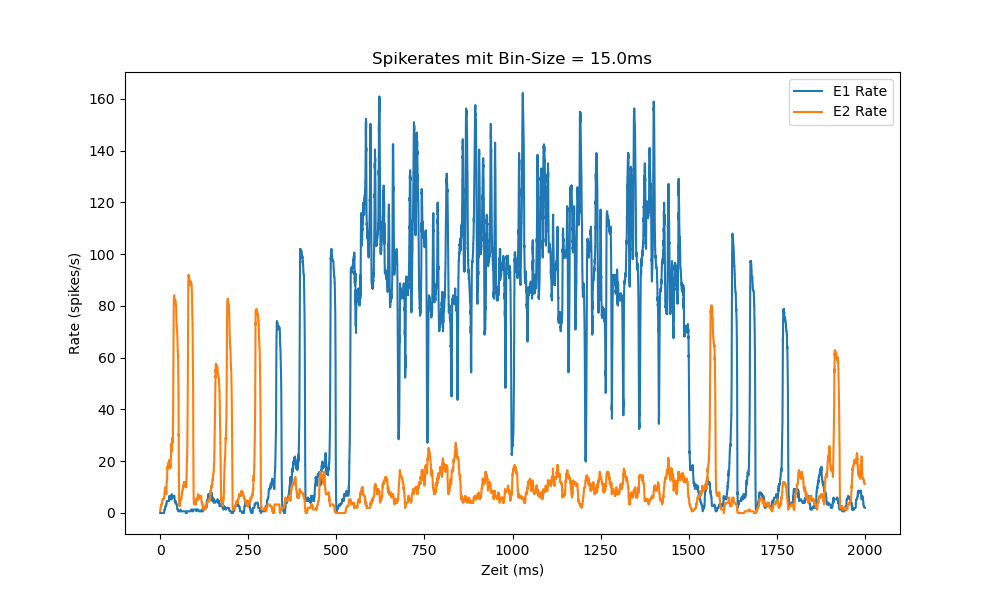 Spikerates mit Bin-Size = 15.0ms
E1 Rate
E2 Rate
160
140
120
100
80
60
40
20
0
Rate (spikes/s)
0 250 500 750 1000 1250 1500 1750 2000
Zeit (ms)